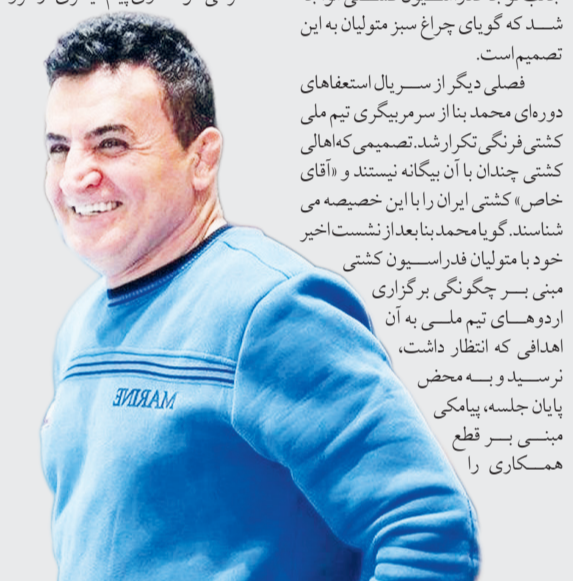 شد که گویای چراغ سبز متولیان به این
تصمیم است.
فصلی دیگر از سریال استعفاهای
دوره‌ای محمد بنا از سرمربیگری تیم ملی
کشتی فرنگی تکرار شد. تصمیمی که اهالی
کشتی چندان با آن بیگانه نیستند و «آقای
خاص» کشتی ایران را با این خصیصه می
شناسند. گویا محمد بنا بعد از نشست اخیر
خود با متولیان فدراسیون کشتی
مبنی بر چگونگی برگزاری
اردوهای تیم ملی به آن
اهدافی که انتظار داشت،
نرسید و به محض
پایان جلسه، پیامکی
مبنی بر قطع
همکاری را
MARINE